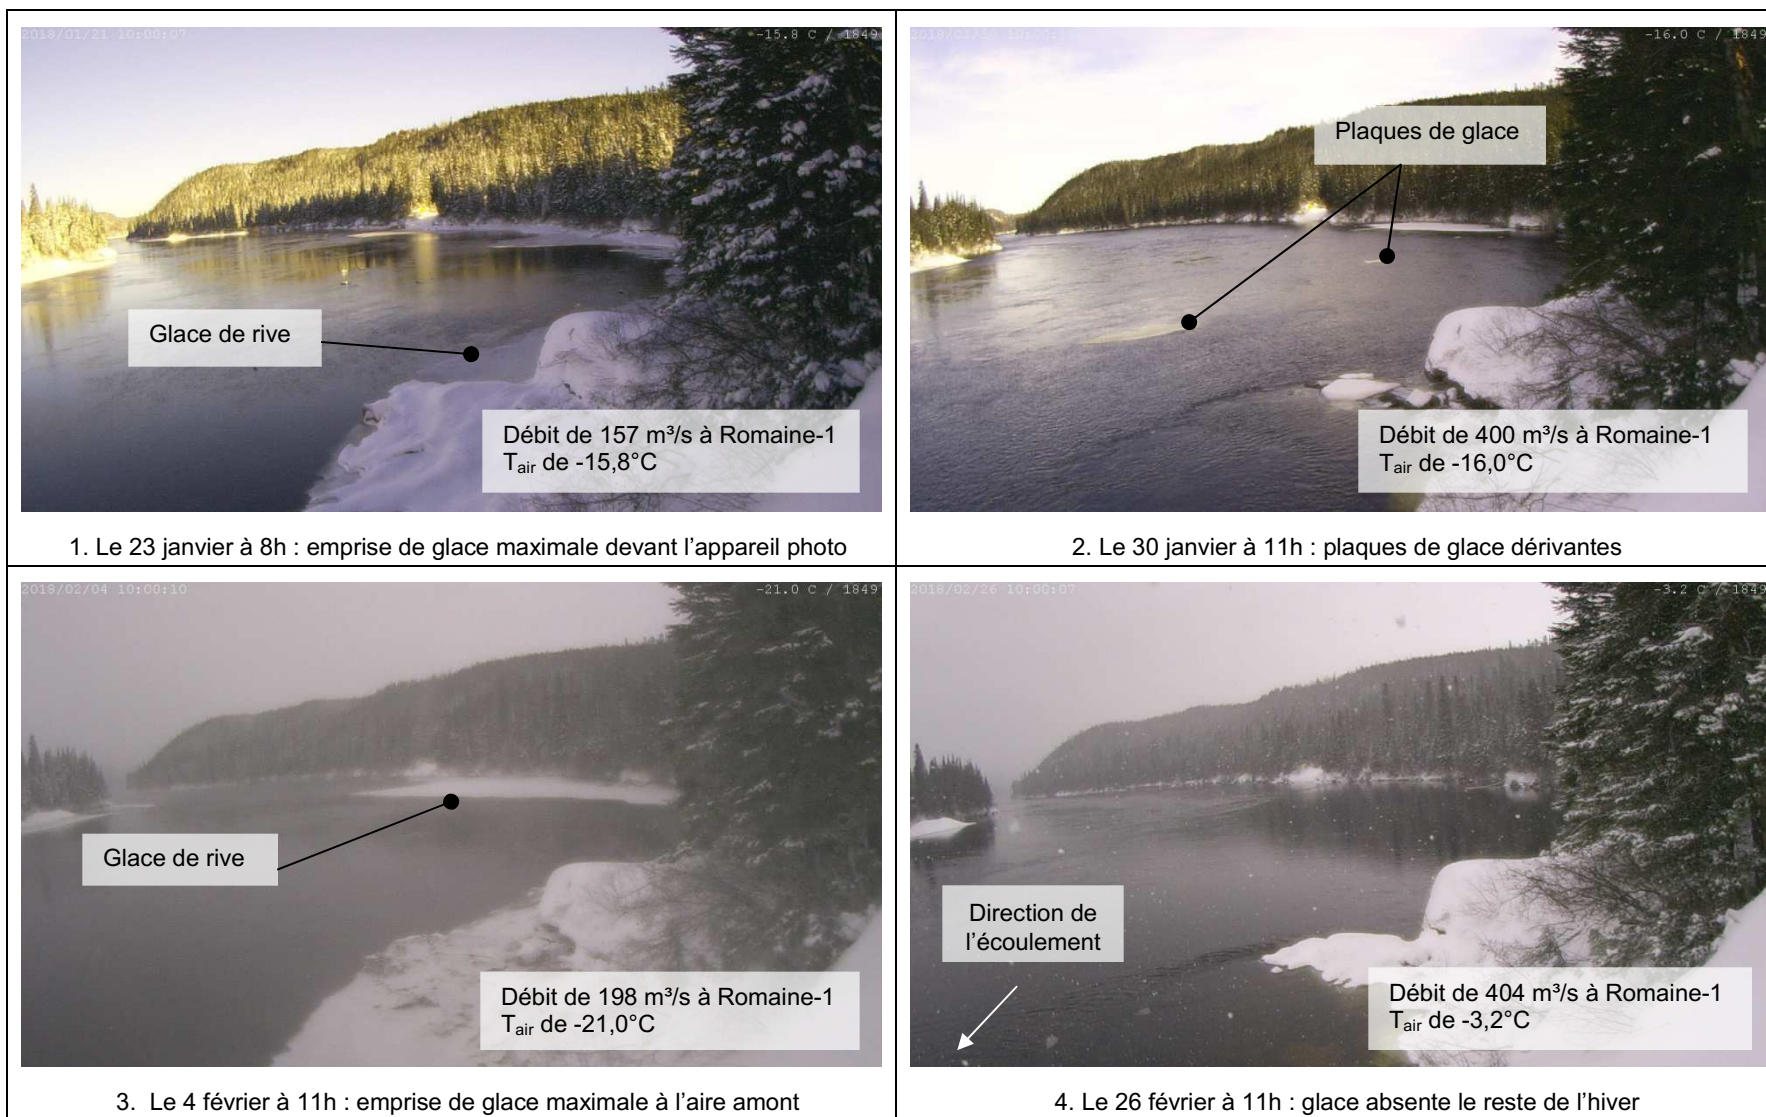 2018/01/21 10:00:07
-15.8 C / 1849
Glace de rive
Débit de 157 m³/s à Romaine-1
Tair de -15,8°C
1. Le 23 janvier à 8h : emprise de glace maximale devant l'appareil photo
-16.0 C / 1849
Plaques de glace
Débit de 400 m³/s à Romaine-1
Tair de -16,0°C
2. Le 30 janvier à 11h : plaques de glace dérivantes
2018/02/04 10:00:10
-21.0 C / 1849
Glace de rive
Débit de 198 m³/s à Romaine-1
Tair de -21,0°C
3. Le 4 février à 11h : emprise de glace maximale à l'aire amont
2018/02/26 10:00:07
-3.2 C / 1849
Direction de
l'écoulement
Débit de 404 m³/s à Romaine-1
Tair de -3,2°C
4. Le 26 février à 11h : glace absente le reste de l'hiver